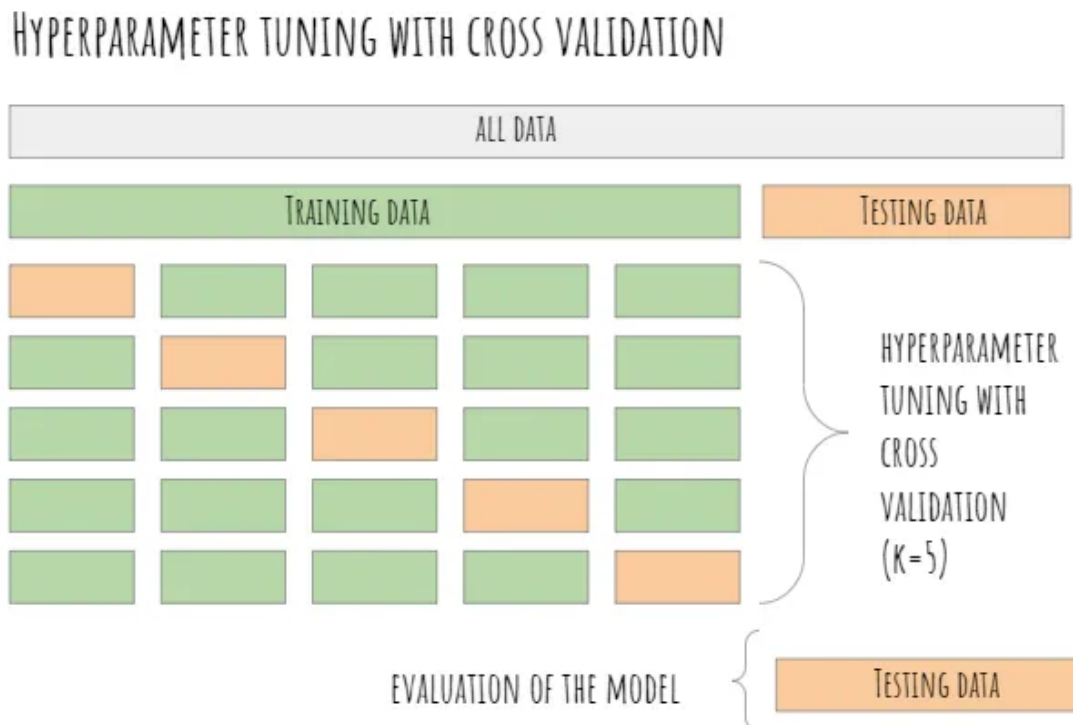 HYPERPARAMETER TUNING WITH CROSS VALIDATION
ALL DATA
TRAINING DATA
TESTING DATA
HYPERPARAMETER
TUNING WITH
CROSS
VALIDATION
(K=5)
EVALUATION OF THE MODEL
TESTING DATA